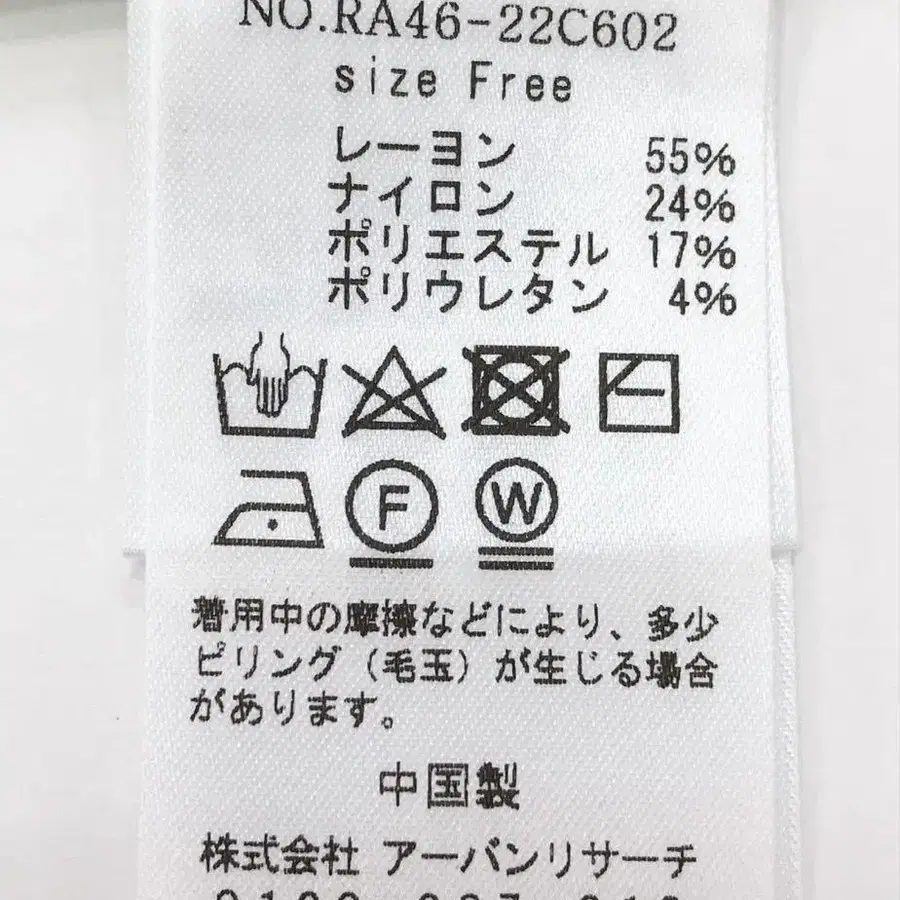 NO.RA46-22C602
size Free
レーヨン 55%
ナイロン 24%
ポリエステル 17%
ポリウレタン 4%
F W
着用中の摩擦などにより、多少
ピリング（毛玉）が生じる場合
があります。
中国製
株式会社 アーバンリサーチ